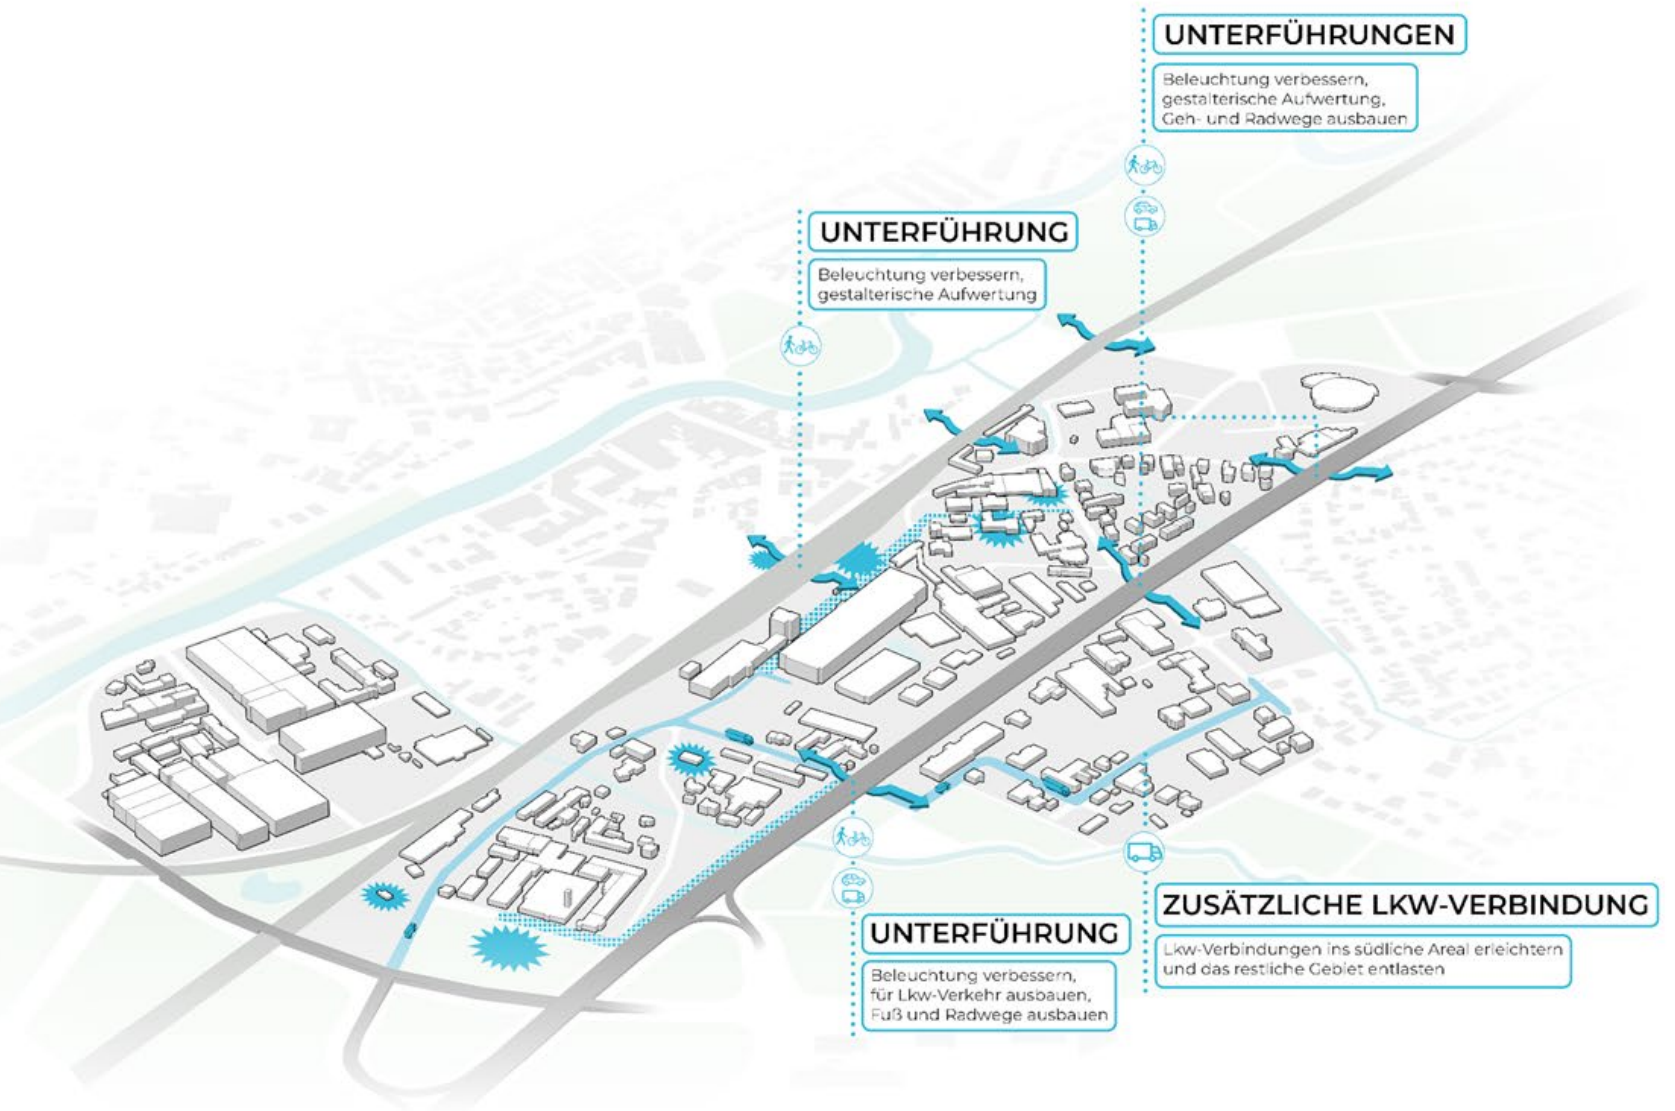 UNTERFÜHRUNGEN
Beleuchtung verbessern,
gestalterische Aufwertung,
Geh- und Radwege ausbauen
UNTERFÜHRUNG
Beleuchtung verbessern,
gestalterische Aufwertung
UNTERFÜHRUNG
Beleuchtung verbessern,
für Lkw-Verkehr ausbauen,
Fuß und Radwege ausbauen
ZUSÄTZLICHE LKW-VERBINDUNG
Lkw-Verbindungen ins südliche Areal erleichtern
und das restliche Gebiet entlasten